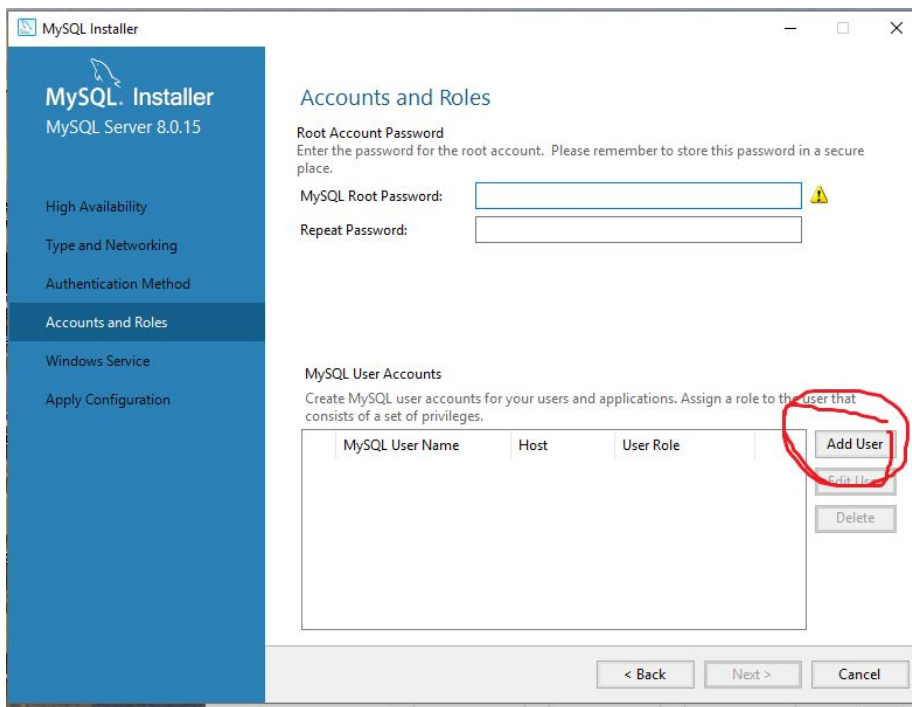 MySQL Installer
MySQL. Installer
MySQL Server 8.0.15
High Availability
Type and Networking
Authentication Method
Accounts and Roles
Windows Service
Apply Configuration
Accounts and Roles
Root Account Password
Enter the password for the root account. Please remember to store this password in a secure
place.
MySQL Root Password:
Repeat Password:
MySQL User Accounts
Create MySQL user accounts for your users and applications. Assign a role to the user that
consists of a set of privileges.
MySQL User Name Host User Role
Add User
Edit User
Delete
< Back Next > Cancel